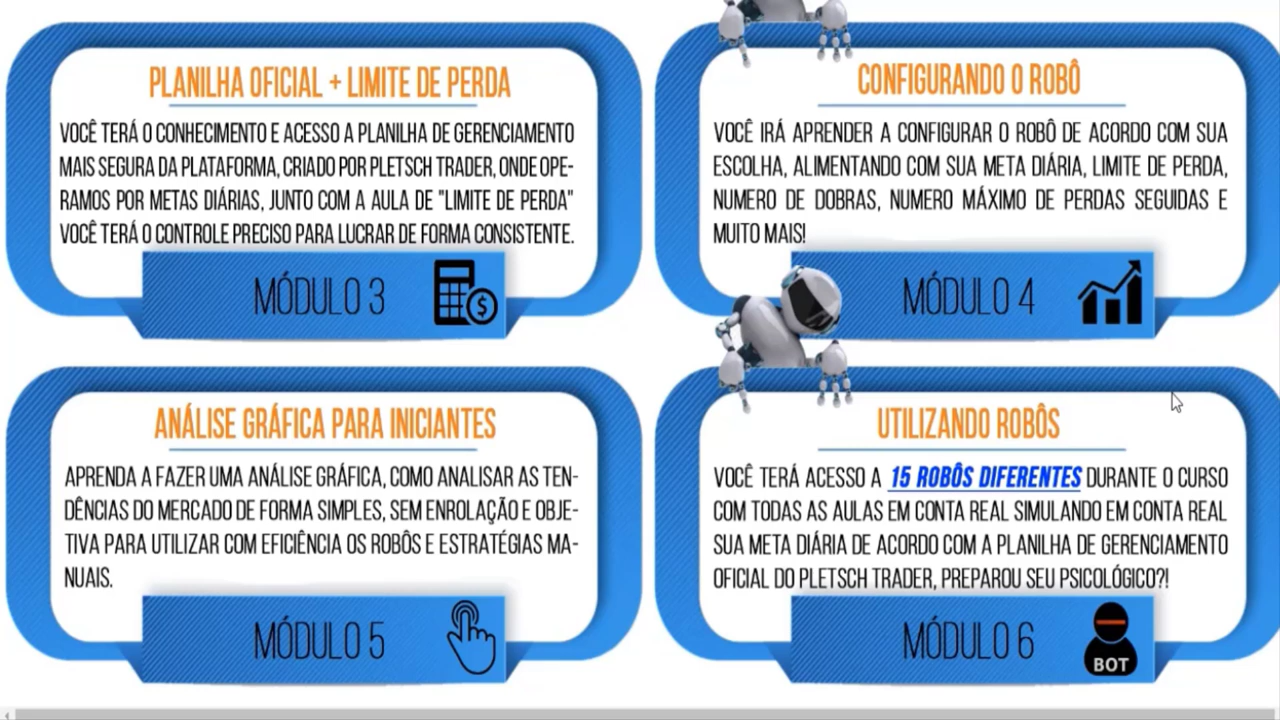 PLANILHA OFICIAL + LIMITE DE PERDA
VOCÊ TERÁ O CONHECIMENTO E ACESSO A PLANILHA DE GERENCIAMENTO
MAIS SEGURA DA PLATAFORMA, CRIADO POR PLETSCH TRADER, ONDE OPE-
RAMOS POR METAS DIÁRIAS, JUNTO COM A AULA DE "LIMITE DE PERDA"
VOCÊ TERÁ O CONTROLE PRECISO PARA LUCRAR DE FORMA CONSISTENTE.
MÓDULO 3
CONFIGURANDO O ROBÔ
VOCÊ IRÁ APRENDER A CONFIGURAR O ROBÔ DE ACORDO COM SUA
ESCOLHA, ALIMENTANDO COM SUA META DIÁRIA, LIMITE DE PERDA,
NUMERO DE DOBRAS, NUMERO MÁXIMO DE PERDAS SEGUIDAS E
MUITO MAIS!
MÓDULO 4
ANÁLISE GRÁFICA PARA INICIANTES
APRENDA A FAZER UMA ANÁLISE GRÁFICA, COMO ANALISAR AS TEN-
DÊNCIAS DO MERCADO DE FORMA SIMPLES, SEM ENROLAÇÃO E OBJE-
TIVA PARA UTILIZAR COM EFICIÊNCIA OS ROBÔS E ESTRATÉGIAS MA-
NUAIS.
MÓDULO 5
UTILIZANDO ROBÔS
VOCÊ TERÁ ACESSO A 15 ROBÔS DIFERENTES DURANTE O CURSO
COM TODAS AS AULAS EM CONTA REAL SIMULANDO EM CONTA REAL
SUA META DIÁRIA DE ACORDO COM A PLANILHA DE GERENCIAMENTO
OFICIAL DO PLETSCH TRADER, PREPAROU SEU PSICOLÓGICO?!
MÓDULO 6
BOT